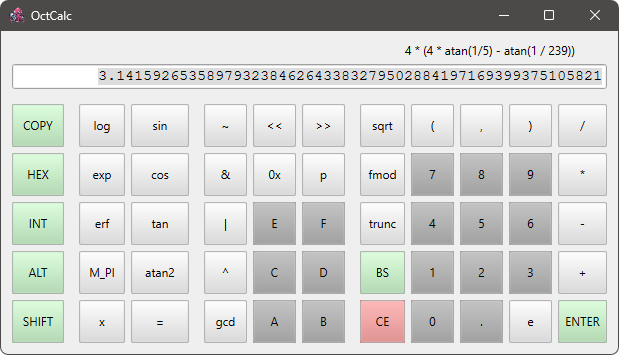 OctCalc
4 * (4 * atan(1/5) - atan(1 / 239))
3.141592653589793238462643383279502884197169399375105821
COPY log sin ~ << >> sqrt ( , ) /
HEX exp cos & 0x p fmod 7 8 9 *
INT erf tan | E F trunc 4 5 6 -
ALT M_PI atan2 ^ C D BS 1 2 3 +
SHIFT x = gcd A B CE 0 . e ENTER